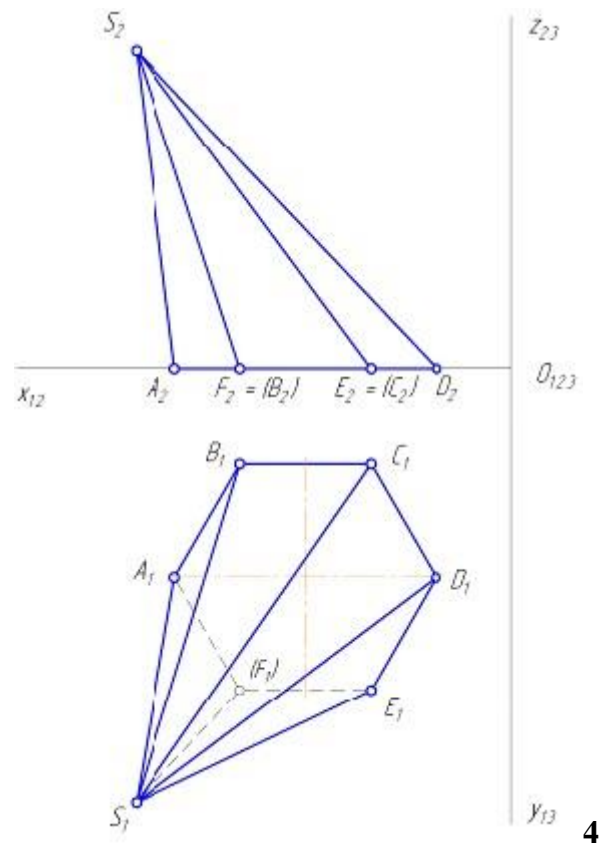 S₂ Z₂₃
x₁₂ A₂ F₂ = (B₂) E₂ = (C₂) D₂ O₁₂₃
B₁ C₁
A₁ D₁
(F₁)
E₁
S₁ y₁₃
4